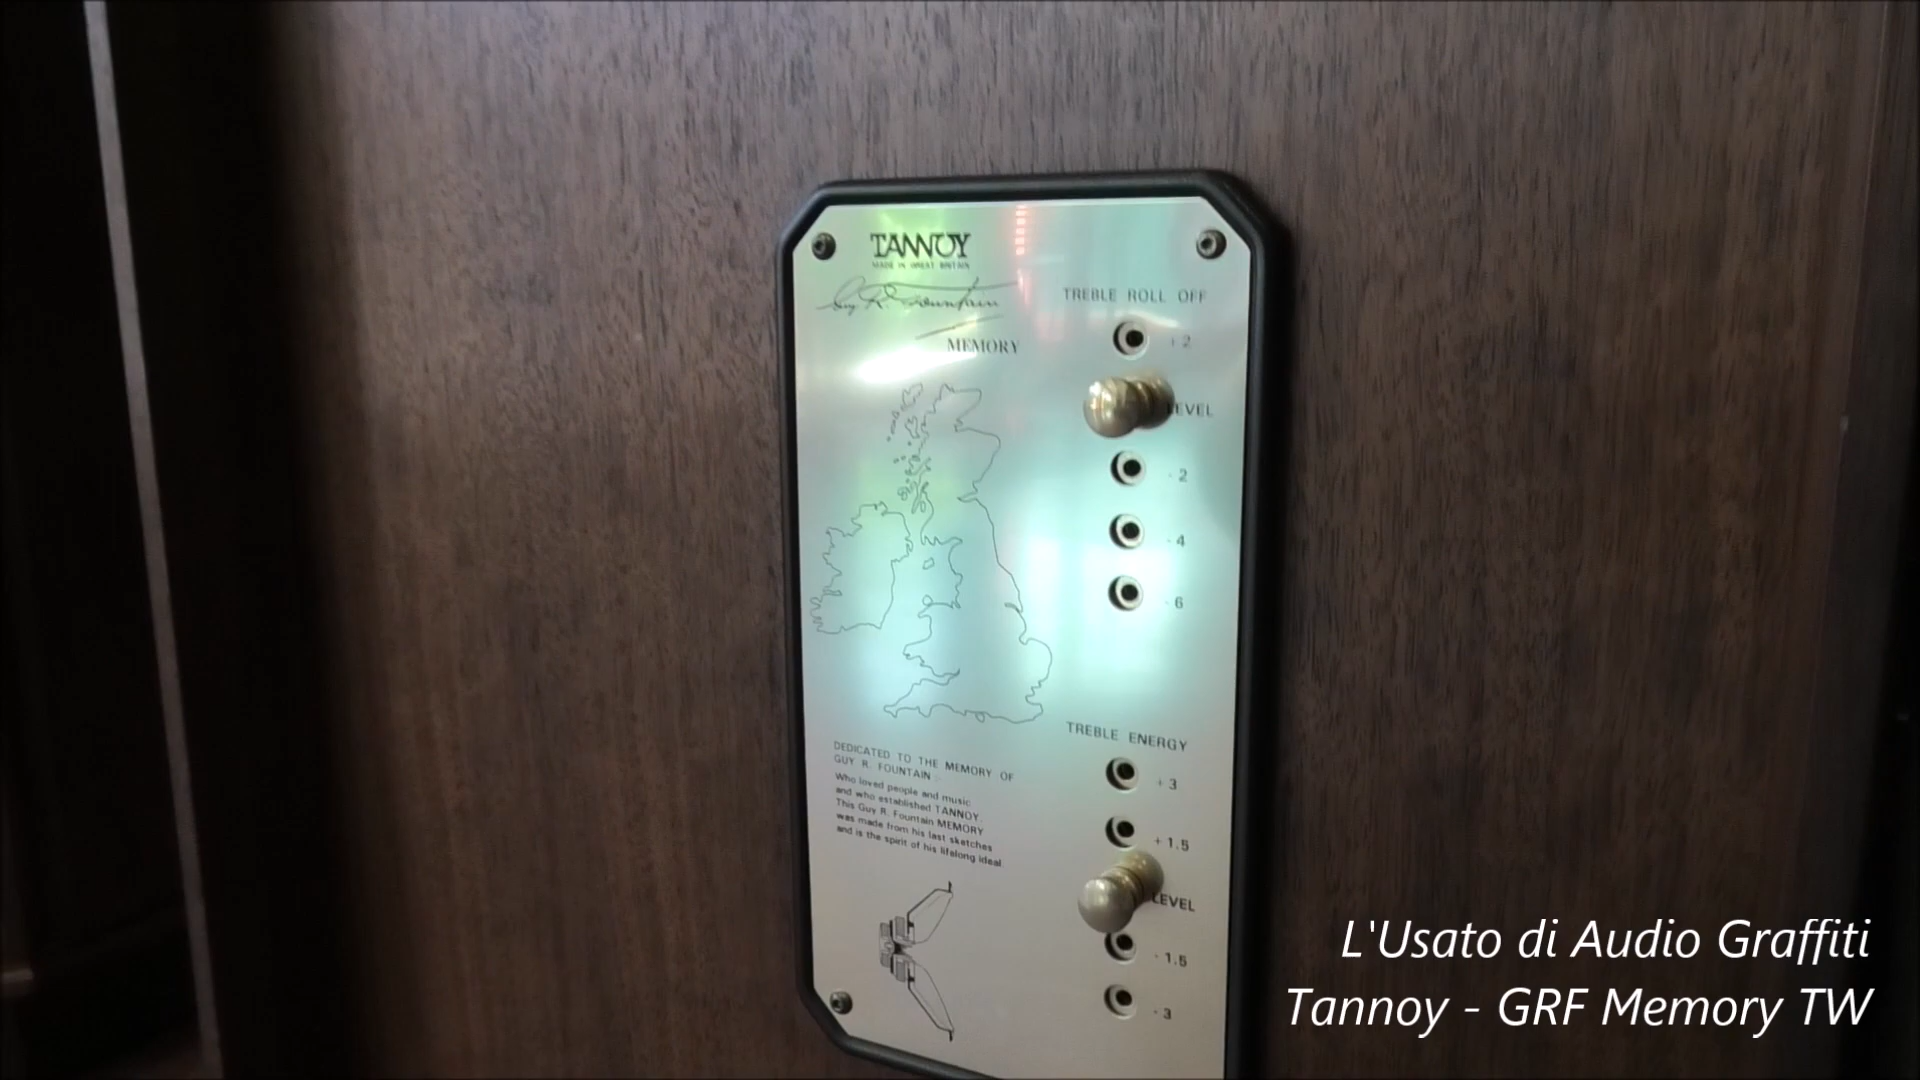 TANNOY
MADE IN GREAT BRITAIN
Guy R. Fountain
MEMORY
TREBLE ROLL OFF
+2
LEVEL
-2
-4
-6
TREBLE ENERGY
+3
+1.5
LEVEL
-1.5
-3
DEDICATED TO THE MEMORY OF
GUY R. FOUNTAIN
Who loved people and music
and who established TANNOY.
This Guy R. Fountain MEMORY
was made from his last sketches
and is the spirit of his lifelong ideal.
L'Usato di Audio Graffiti
Tannoy - GRF Memory TW